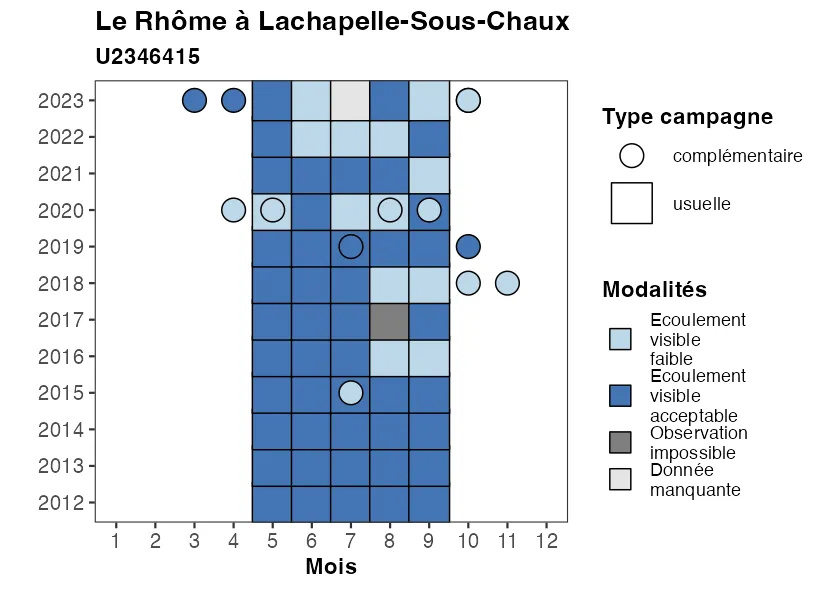 Le Rhôme à Lachapelle-Sous-Chaux
U2346415
2023
2022
2021
2020
2019
2018
2017
2016
2015
2014
2013
2012
1 2 3 4 5 6 7 8 9 10 11 12
Mois
Type campagne
complémentaire
usuelle
Modalités
Ecoulement
visible
faible
Ecoulement
visible
acceptable
Observation
impossible
Donnée
manquante